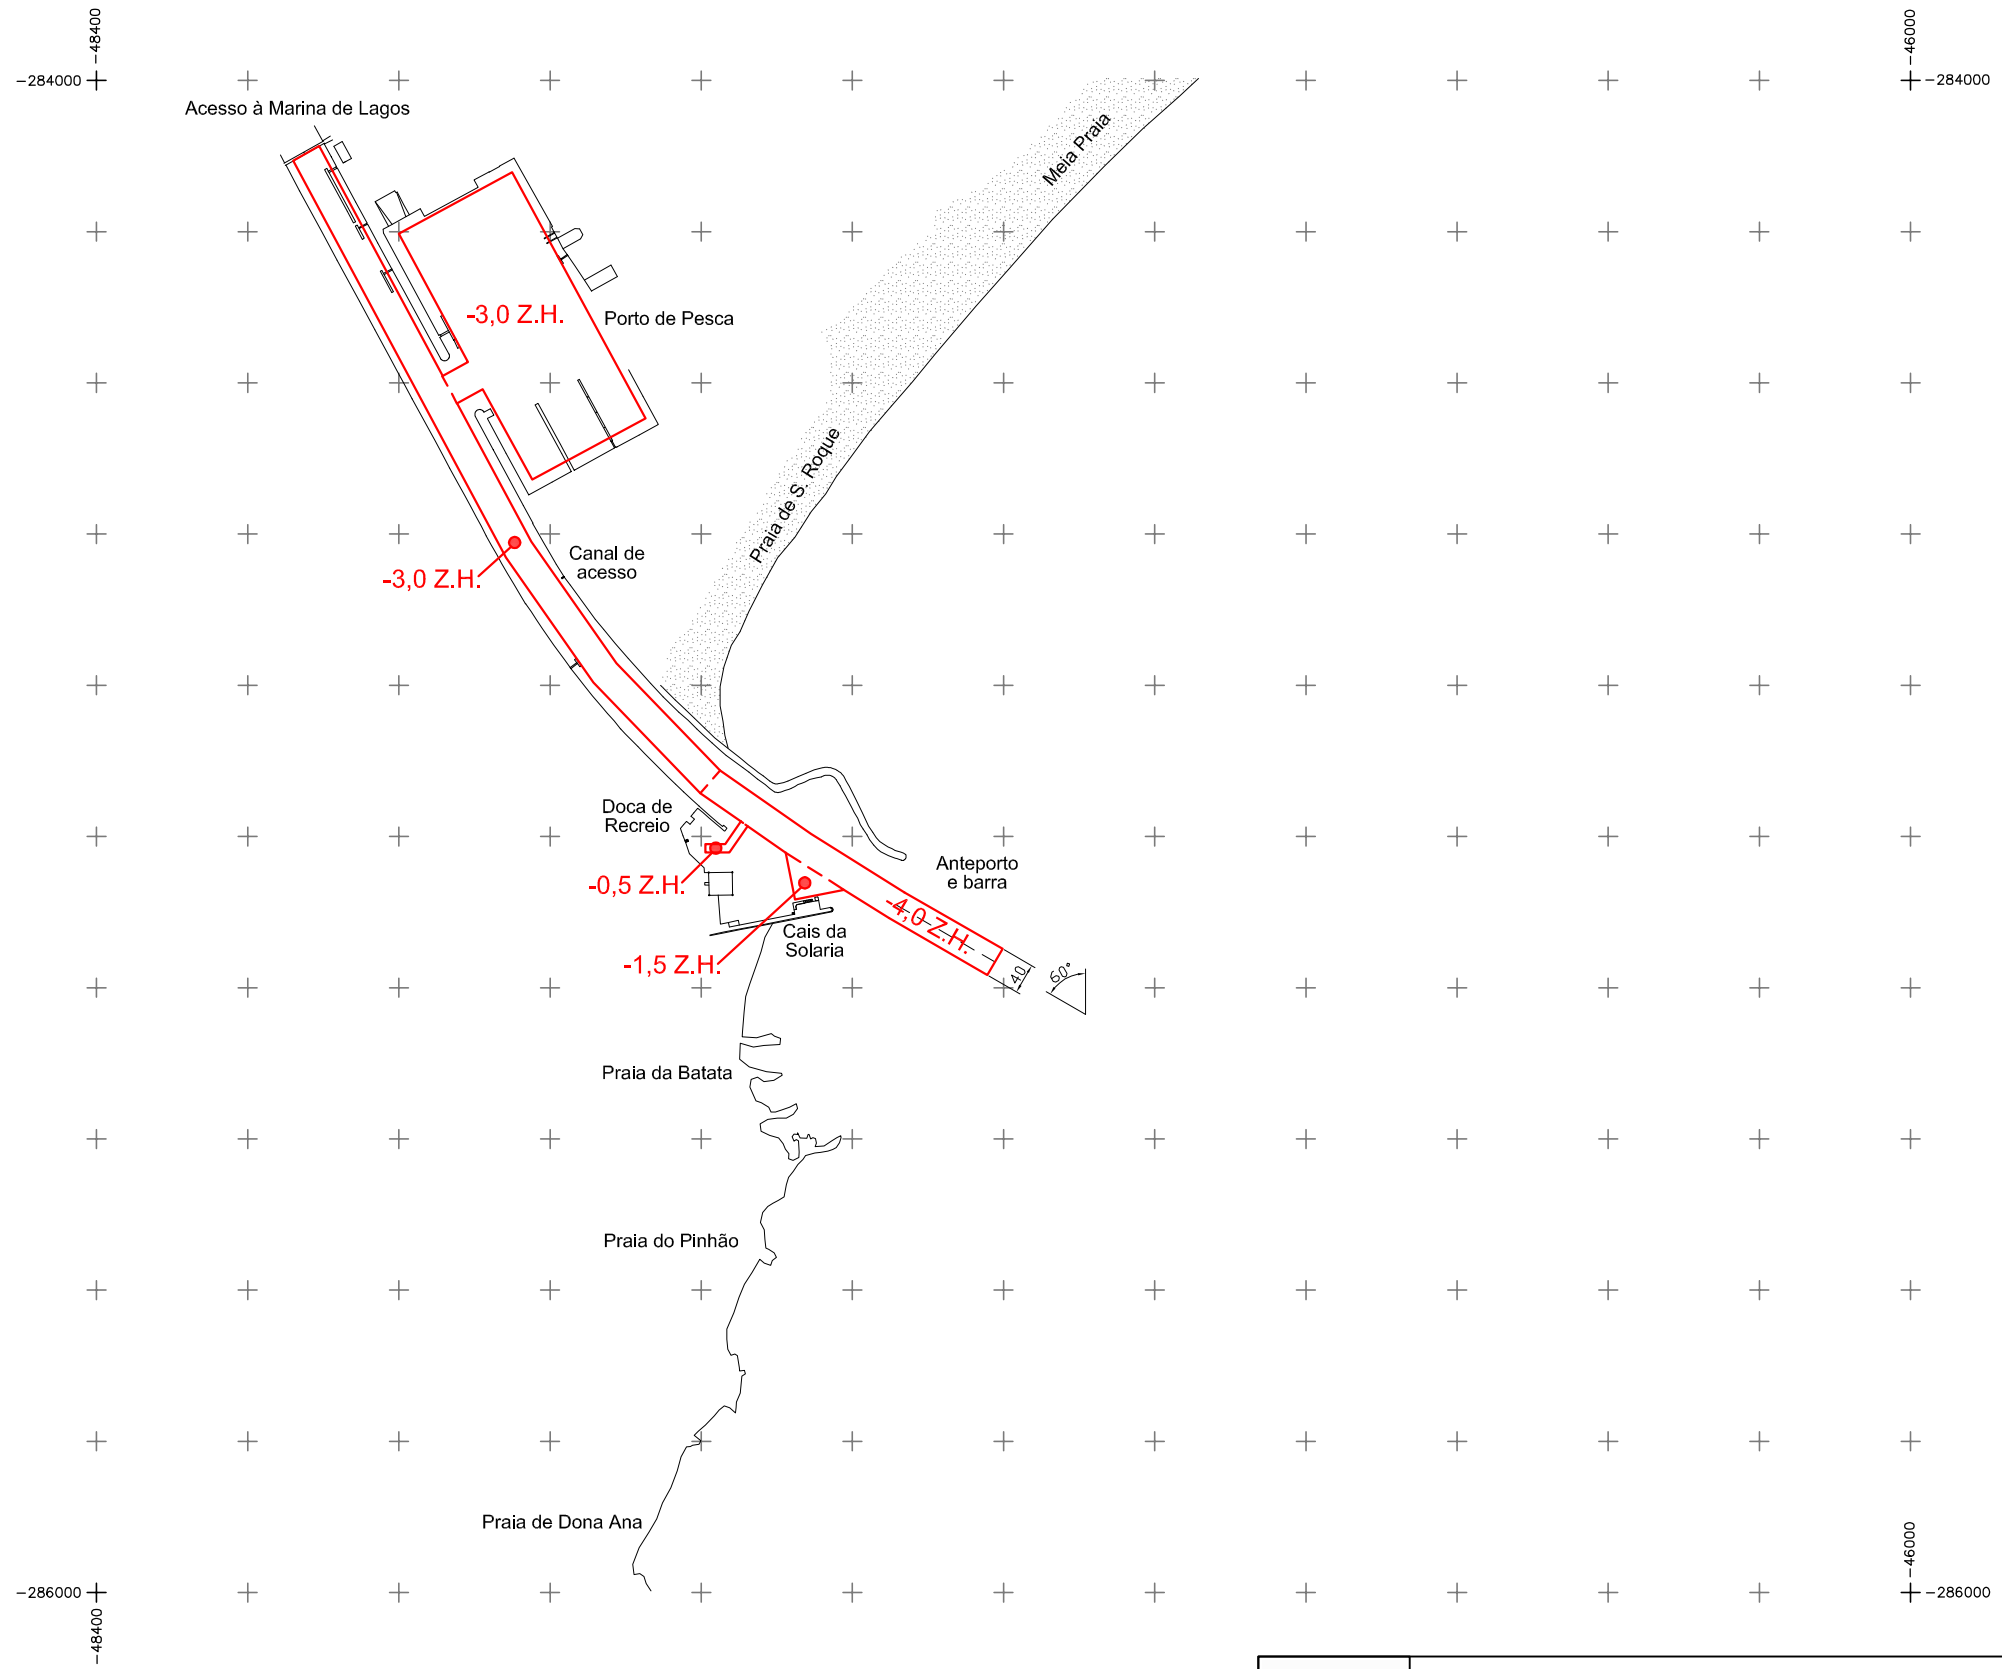 -48400
-46000
-284000
-284000
Acesso à Marina de Lagos
Meia Praia
-3,0 Z.H.
Porto de Pesca
Praia de S. Roque
Canal de
acesso
-3,0 Z.H.
Doca de
Recreio
Anteporto
e barra
-0,5 Z.H.
-4,0 Z.H.
Cais da
Solaria
-1,5 Z.H.
40
60°
Praia da Batata
Praia do Pinhão
Praia de Dona Ana
-286000
-286000
-48400
-46000